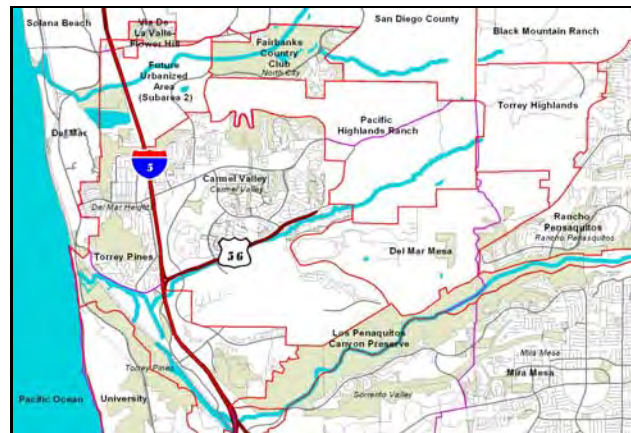 Solana Beach
Via De
La Valle-
Flower Hill
San Diego County
Black Mountain Ranch
Fairbanks
Country
Club
North City
Future
Urbanized
Area
(Subarea 2)
Torrey Highlands
Pacific
Highlands Ranch
Del Mar
5
Carmel Valley
Carmel Valley
Del Mar Heights
Rancho
Penasquitos
Rancho Penasquitos
56
Del Mar Mesa
Torrey Pines
Los Penaquitos
Canyon Preserve
Mira Mesa
Mira Mesa
Torrey Pines
Sorrento Valley
Pacific Ocean
University